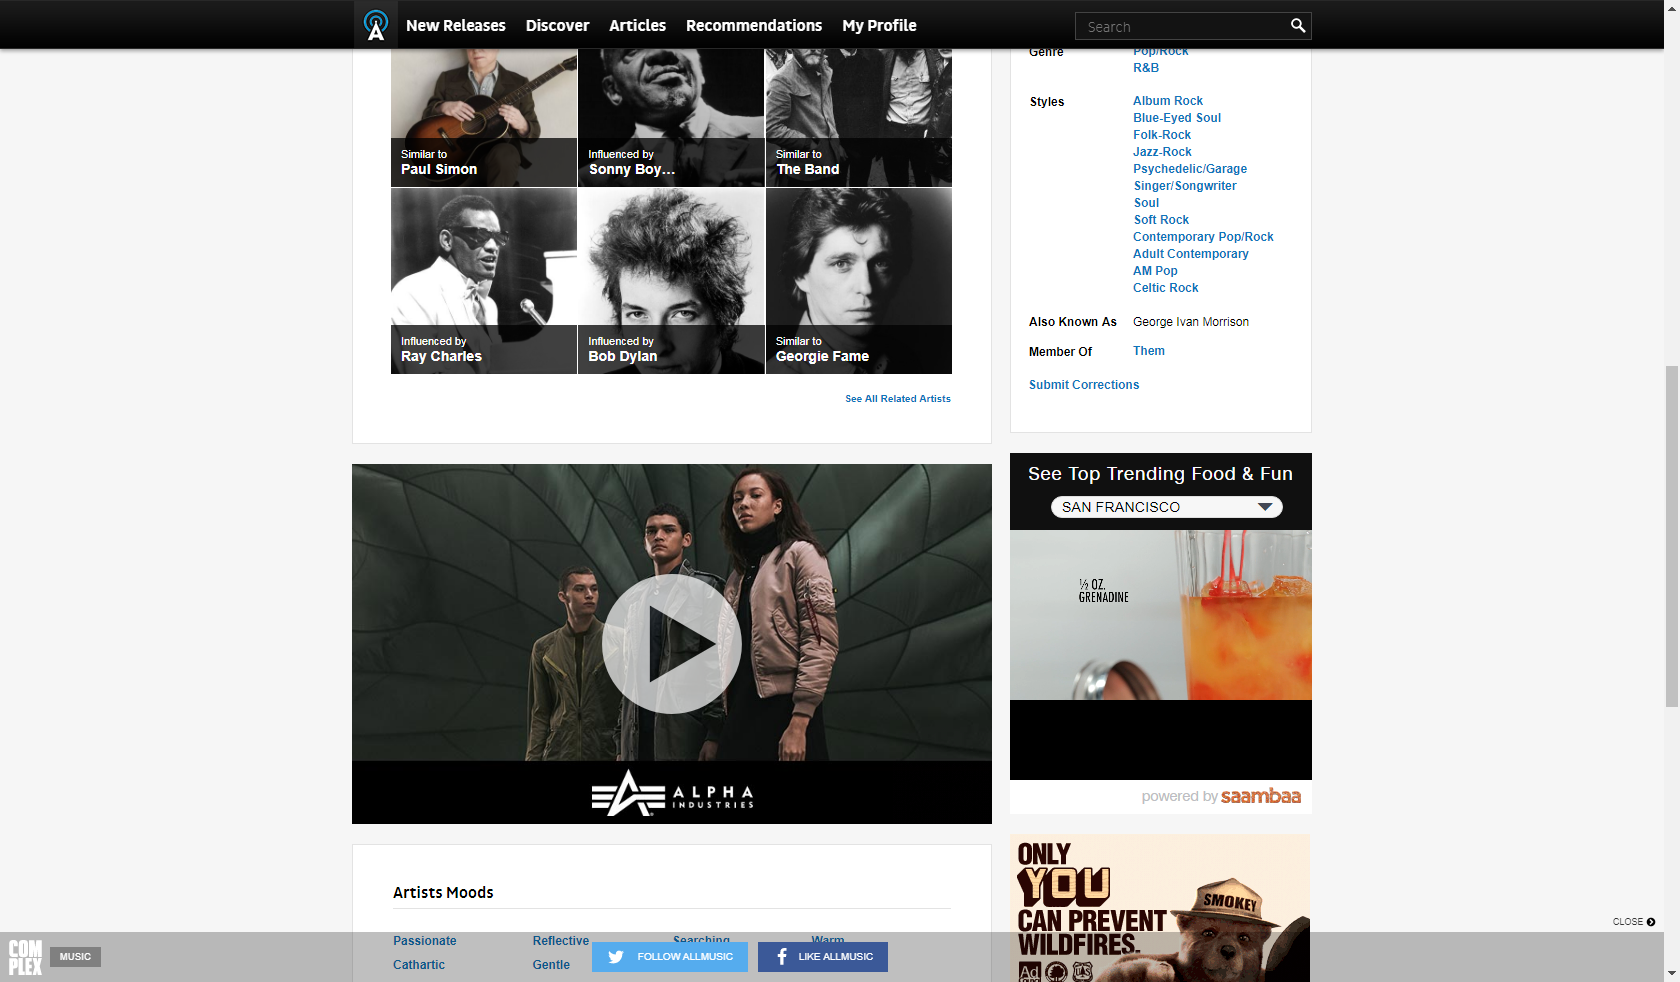 New Releases
Discover
Articles
Recommendations
My Profile
Search
Similar to
Paul Simon
Influenced by
Sonny Boy...
Similar to
The Band
Influenced by
Ray Charles
Influenced by
Bob Dylan
Similar to
Georgie Fame
See All Related Artists
Genre
Pop/Rock
R&B
Styles
Album Rock
Blue-Eyed Soul
Folk-Rock
Jazz-Rock
Psychedelic/Garage
Singer/Songwriter
Soul
Soft Rock
Contemporary Pop/Rock
Adult Contemporary
AM Pop
Celtic Rock
Also Known As
George Ivan Morrison
Member Of
Them
Submit Corrections
ALPHA
INDUSTRIES
See Top Trending Food & Fun
SAN FRANCISCO
½ OZ.
GRENADINE
powered by saambaa
Artists Moods
Passionate
Reflective
Searching
Warm
Cathartic
Gentle
ONLY
YOU
CAN PREVENT
WILDFIRES.
SMOKEY
Ad
US
CLOSE
COM
PLEX
MUSIC
FOLLOW ALLMUSIC
LIKE ALLMUSIC